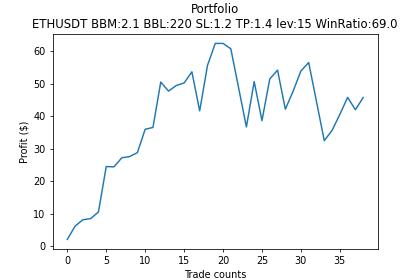 Portfolio
ETHUSDT BBM:2.1 BBL:220 SL:1.2 TP:1.4 lev:15 WinRatio:69.0
Profit ($)
60
50
40
30
20
10
0
0 5 10 15 20 25 30 35
Trade counts